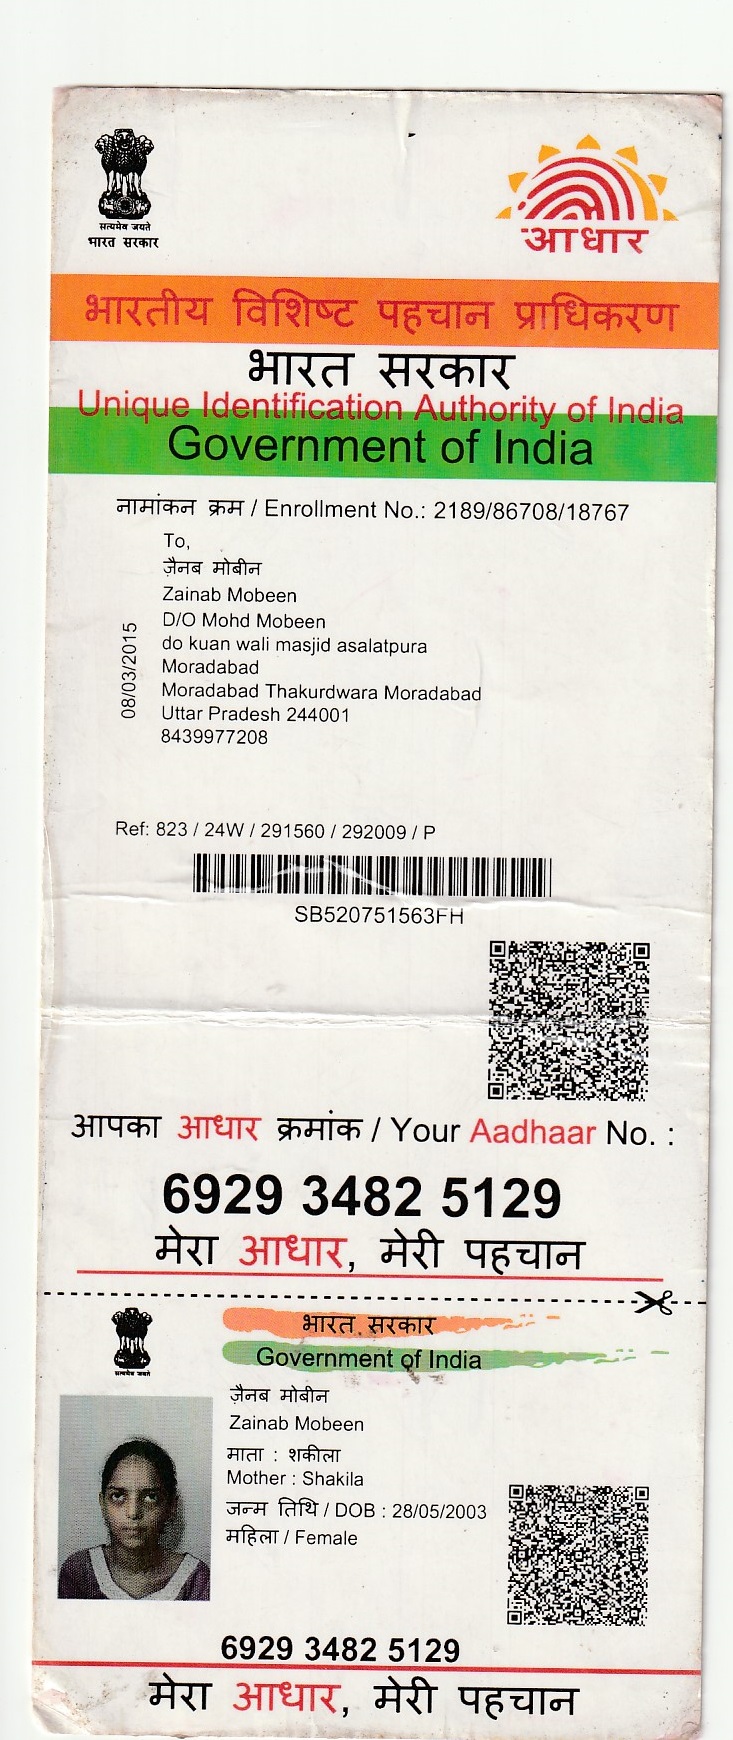 सत्यमेव जयते
भारत सरकार
आधार
भारतीय विशिष्ट पहचान प्राधिकरण
भारत सरकार
Unique Identification Authority of India
Government of India
नामांकन क्रम / Enrollment No.: 2189/86708/18767
To,
ज़ैनब मोबीन
Zainab Mobeen
D/O Mohd Mobeen
do kuan wali masjid asalatpura
Moradabad
Moradabad Thakurdwara Moradabad
Uttar Pradesh 244001
8439977208
08/03/2015
Ref: 823 / 24W / 291560 / 292009 / P
SB520751563FH
आपका आधार क्रमांक / Your Aadhaar No. :
6929 3482 5129
मेरा आधार, मेरी पहचान
सत्यमेव जयते
भारत सरकार
Government of India
ज़ैनब मोबीन
Zainab Mobeen
माता : शकीला
Mother : Shakila
जन्म तिथि / DOB : 28/05/2003
महिला / Female
6929 3482 5129
मेरा आधार, मेरी पहचान